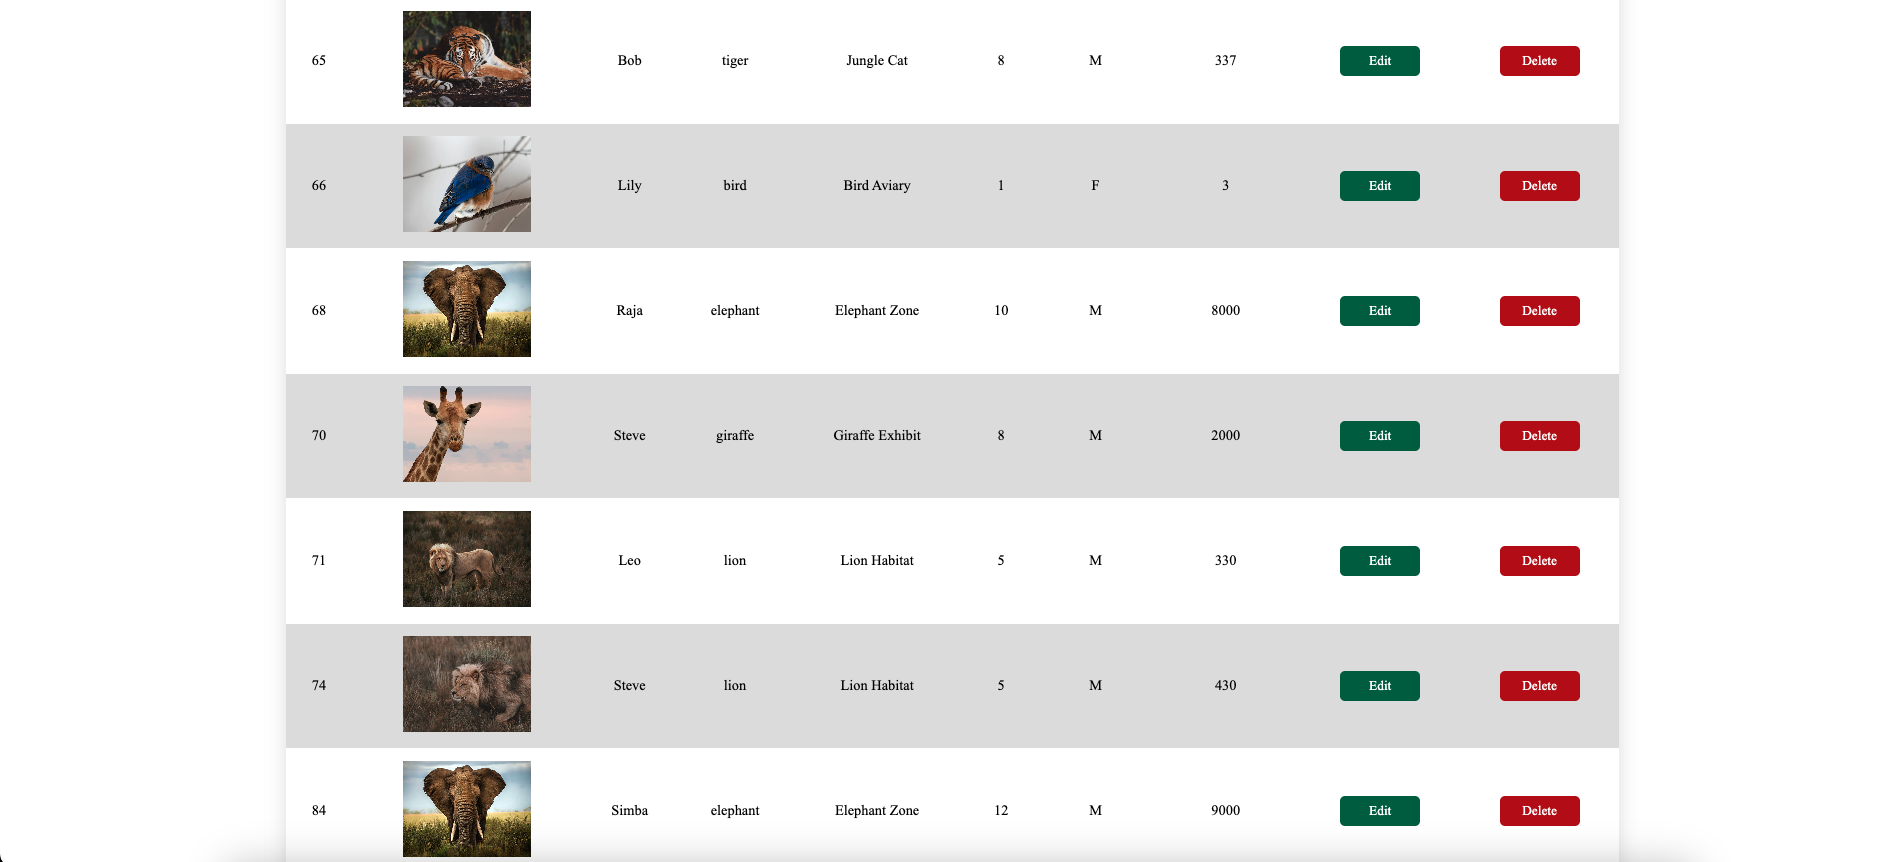 65 Bob tiger Jungle Cat 8 M 337 Edit Delete
66 Lily bird Bird Aviary 1 F 3 Edit Delete
68 Raja elephant Elephant Zone 10 M 8000 Edit Delete
70 Steve giraffe Giraffe Exhibit 8 M 2000 Edit Delete
71 Leo lion Lion Habitat 5 M 330 Edit Delete
74 Steve lion Lion Habitat 5 M 430 Edit Delete
84 Simba elephant Elephant Zone 12 M 9000 Edit Delete